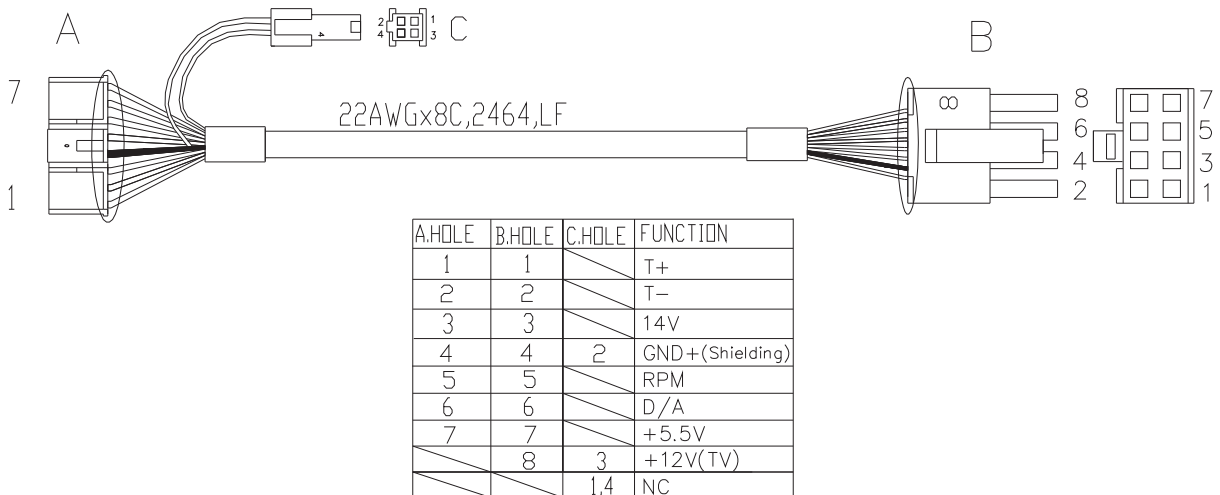 A
2 1
4 3
C
4
B
7
1
22AWGx8C,2464,LF
8
8 7
6 5
4 3
2 1
A.HOLE B.HOLE C.HOLE FUNCTION
1 1 T+
2 2 T-
3 3 14V
4 4 2 GND+(Shielding)
5 5 RPM
6 6 D/A
7 7 +5.5V
8 3 +12V(TV)
1,4 NC